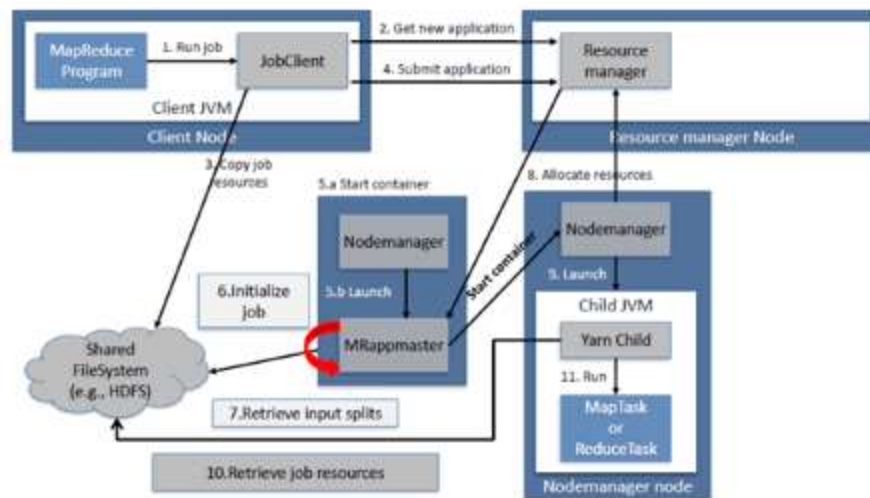 MapReduce
Program
1. Run job
JobClient
2. Get new application
4. Submit application
Resource
manager
Client JVM
Client Node
Resource manager Node
3. Copy job
resources
5.a Start container
8. Allocate resources
Nodemanager
Nodemanager
Start container
5.b Launch
9. Launch
6.Initialize
job
Child JVM
MRappmaster
Yarn Child
Shared
FileSystem
(e.g., HDFS)
11. Run
7.Retrieve input splits
MapTask
or
ReduceTask
10.Retrieve job resources
Nodemanager node